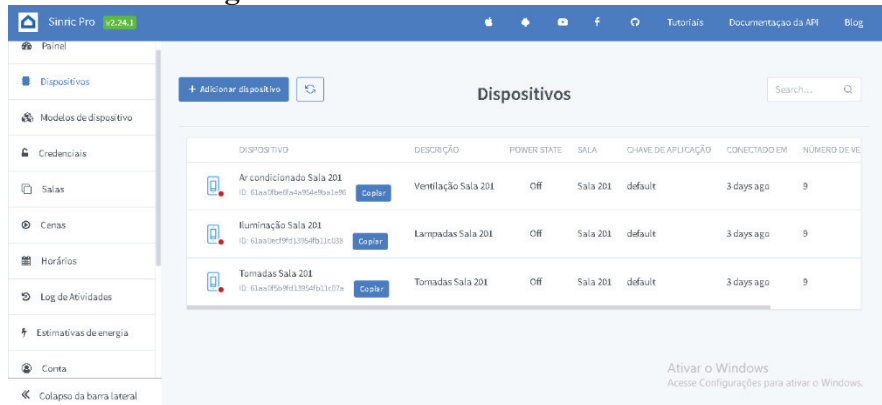 Sinric Pro v2.24.1 Tutoriais Documentaçao da API Blog
Painel
Dispositivos
Modelos de dispositivo
Credenciais
Salas
Cenas
Horários
Log de Atividades
Estimativas de energia
Conta
Colapso da barra lateral
+ Adicionar dispositivo
Dispositivos
Search...
DISPOSITIVO DESCRIÇÃO POWER STATE SALA CHAVE DE APLICAÇÃO CONECTADO EM NÚMERO DE VE
Ar condicionado Sala 201
ID: Copiar
Ventilação Sala 201 Off Sala 201 default 3 days ago 9
Iluminação Sala 201
ID: Copiar
Lampadas Sala 201 Off Sala 201 default 3 days ago 9
Tomadas Sala 201
ID: Copiar
Tomadas Sala 201 Off Sala 201 default 3 days ago 9
Ativar o Windows
Acesse Configurações para ativar o Windows.